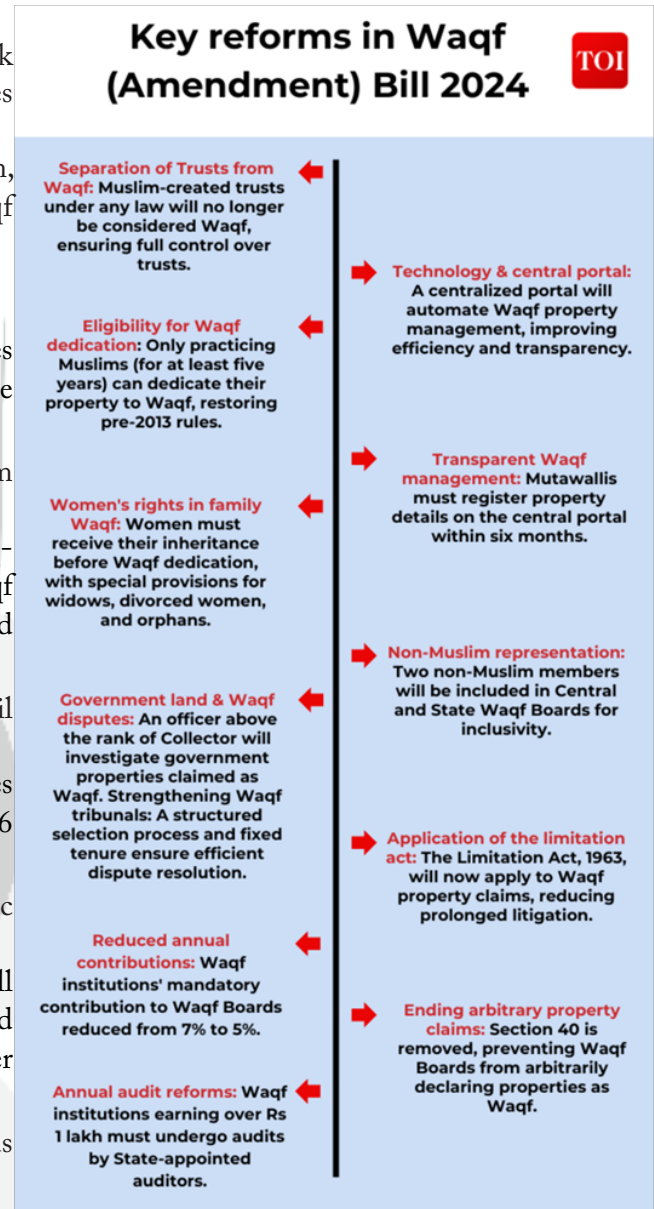 Key reforms in Waqf
(Amendment) Bill 2024
TOI
Separation of Trusts from
Waqf: Muslim-created trusts
under any law will no longer
be considered Waqf,
ensuring full control over
trusts.
Technology & central portal:
A centralized portal will
automate Waqf property
management, improving
efficiency and transparency.
Eligibility for Waqf
dedication: Only practicing
Muslims (for at least five
years) can dedicate their
property to Waqf, restoring
pre-2013 rules.
Transparent Waqf
management: Mutawallis
must register property
details on the central portal
within six months.
Women's rights in family
Waqf: Women must
receive their inheritance
before Waqf dedication,
with special provisions for
widows, divorced women,
and orphans.
Non-Muslim representation:
Two non-Muslim members
will be included in Central
and State Waqf Boards for
inclusivity.
Government land & Waqf
disputes: An officer above
the rank of Collector will
investigate government
properties claimed as
Waqf. Strengthening Waqf
tribunals: A structured
selection process and fixed
tenure ensure efficient
dispute resolution.
Application of the limitation
act: The Limitation Act, 1963,
will now apply to Waqf
property claims, reducing
prolonged litigation.
Reduced annual
contributions: Waqf
institutions' mandatory
contribution to Waqf Boards
reduced from 7% to 5%.
Ending arbitrary property
claims: Section 40 is
removed, preventing Waqf
Boards from arbitrarily
declaring properties as
Waqf.
Annual audit reforms: Waqf
institutions earning over Rs
1 lakh must undergo audits
by State-appointed
auditors.